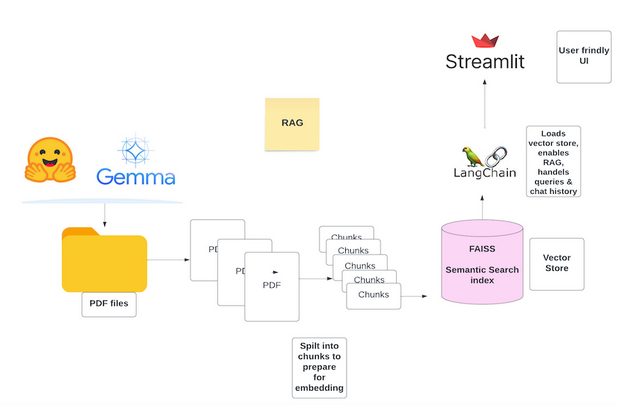 Streamlit
User frindly
UI
RAG
Gemma
LangChain
Loads
vector store,
enables
RAG,
handels
queries &
chat history
PDF files
PD
PD
PDF
Chunks
Chunks
Chunks
Chunks
Chunks
FAISS
Semantic Search
index
Vector
Store
Spilt into
chunks to
prepare
for
embedding